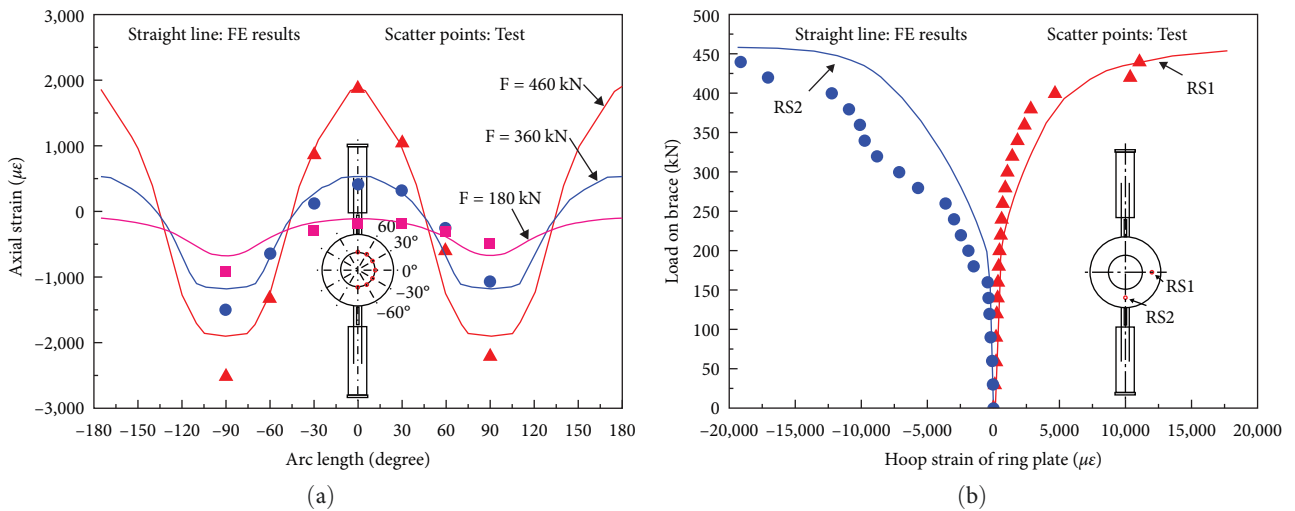 Straight line: FE results
Scatter points: Test
F = 460 kN
F = 360 kN
F = 180 kN
60°
30°
0°
−30°
−60°
3,000
2,000
1,000
0
−1,000
−2,000
−3,000
Axial strain (με)
−180 −150 −120 −90 −60 −30 0 30 60 90 120 150 180
Arc length (degree)
(a)
Straight line: FE results
Scatter points: Test
RS2
RS1
RS1
RS2
500
450
400
350
300
250
200
150
100
50
0
Load on brace (kN)
−20,000 −15,000 −10,000 −5,000 0 5,000 10,000 15,000 20,000
Hoop strain of ring plate (με)
(b)